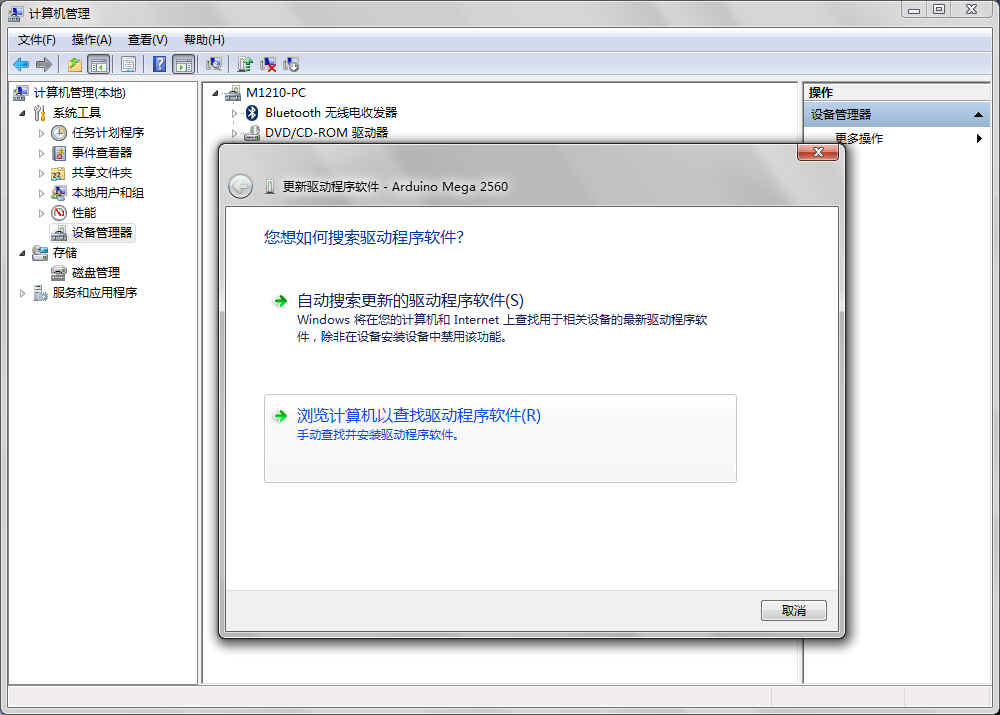 计算机管理
文件(F) 操作(A) 查看(V) 帮助(H)
计算机管理(本地)
系统工具
任务计划程序
事件查看器
共享文件夹
本地用户和组
性能
设备管理器
存储
磁盘管理
服务和应用程序
M1210-PC
Bluetooth 无线电收发器
DVD/CD-ROM 驱动器
操作
设备管理器
更多操作
更新驱动程序软件 - Arduino Mega 2560
您想如何搜索驱动程序软件?
自动搜索更新的驱动程序软件(S)
Windows 将在您的计算机和 Internet 上查找用于相关设备的最新驱动程序软
件，除非在设备安装设备中禁用该功能。
浏览计算机以查找驱动程序软件(R)
手动查找并安装驱动程序软件。
取消